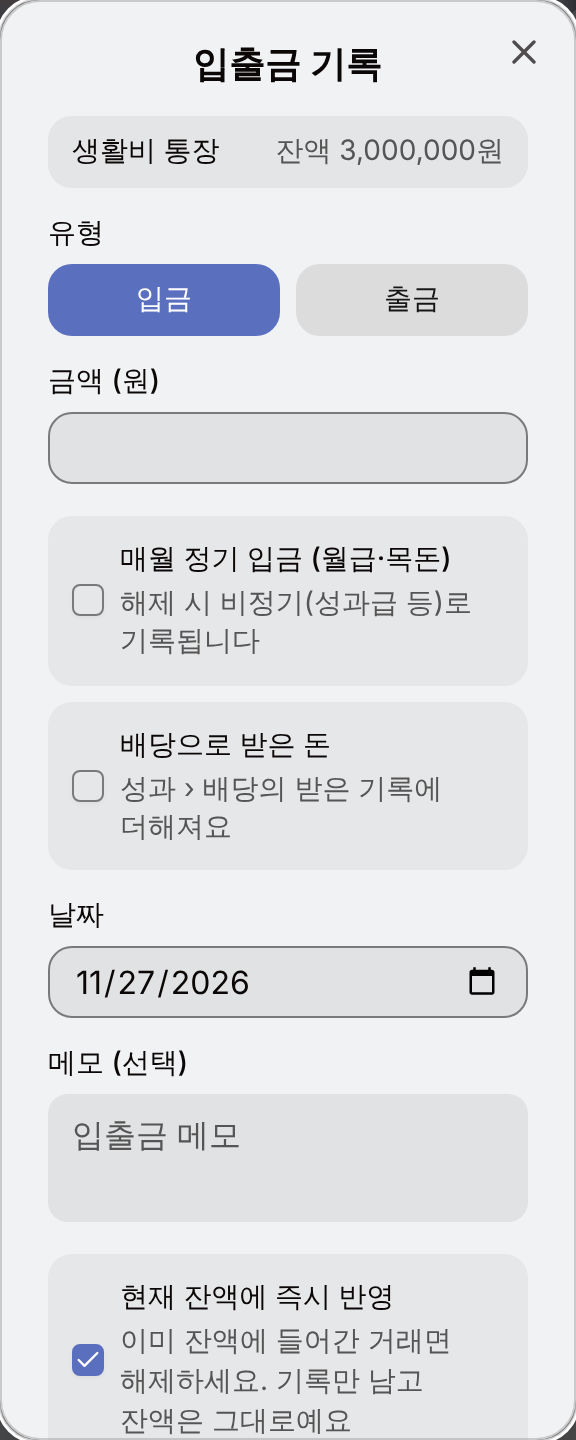 입출금 기록
생활비 통장 잔액 3,000,000원
유형
입금 출금
금액 (원)
매월 정기 입금 (월급·목돈)
해제 시 비정기(성과급 등)로
기록됩니다
배당으로 받은 돈
성과 › 배당의 받은 기록에
더해져요
날짜
11/27/2026
메모 (선택)
입출금 메모
현재 잔액에 즉시 반영
이미 잔액에 들어간 거래면
해제하세요. 기록만 남고
잔액은 그대로예요